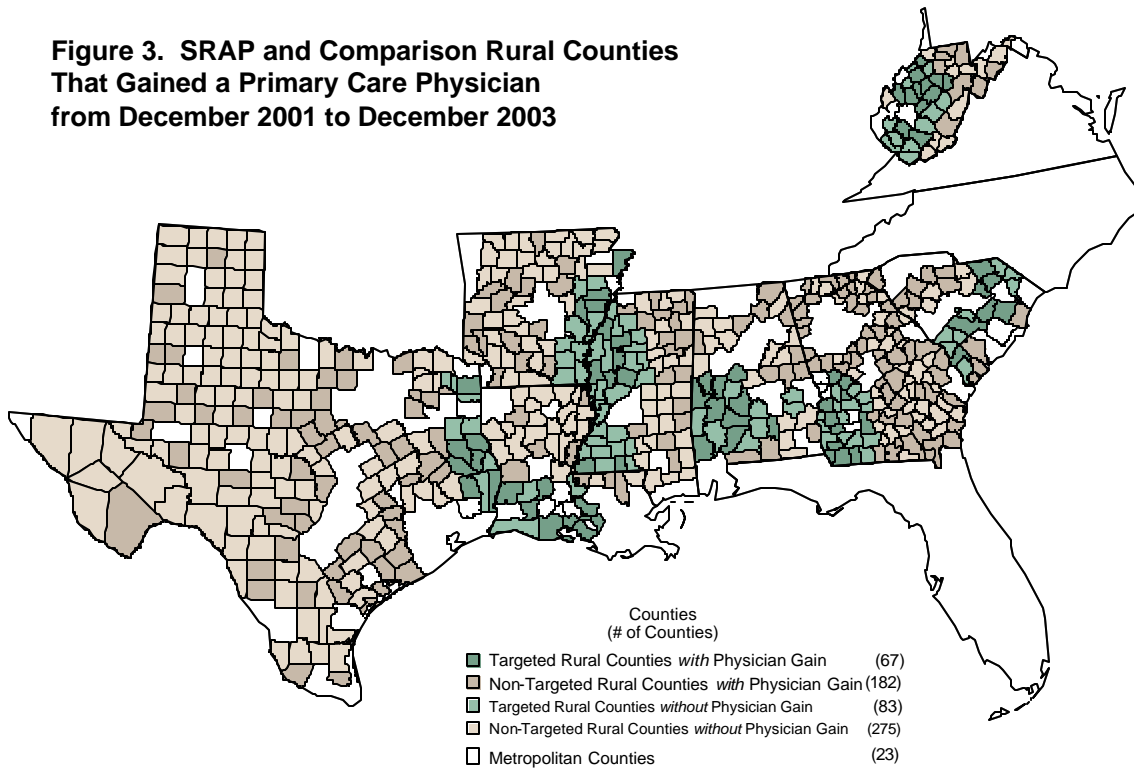 Figure 3. SRAP and Comparison Rural Counties
That Gained a Primary Care Physician
from December 2001 to December 2003
Counties
(# of Counties)
Targeted Rural Counties with Physician Gain (67)
Non-Targeted Rural Counties with Physician Gain (182)
Targeted Rural Counties without Physician Gain (83)
Non-Targeted Rural Counties without Physician Gain (275)
Metropolitan Counties (23)